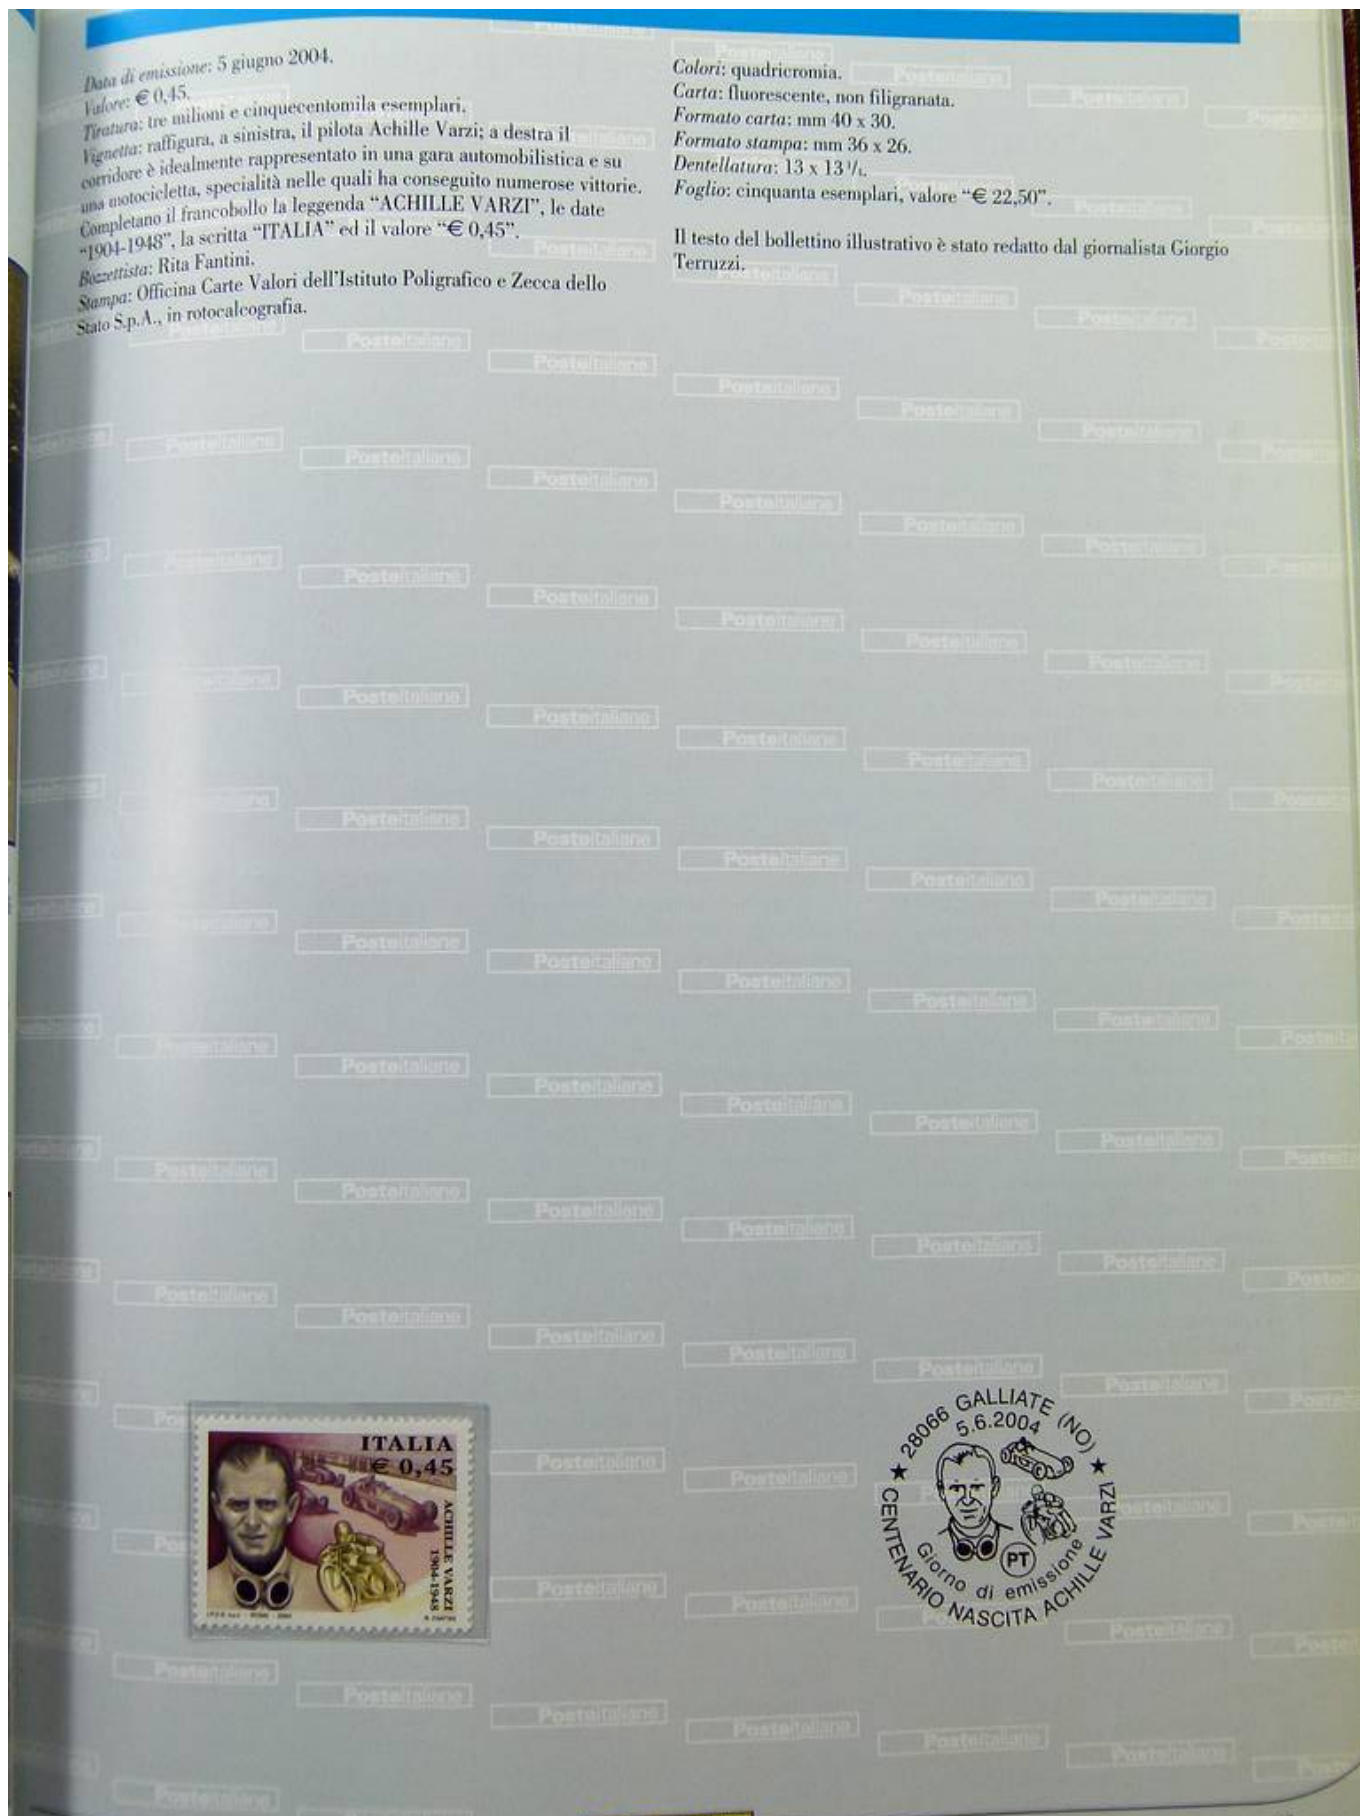 Data di emissione: 5 giugno 2004.
Valore: € 0,45.
Tiratura: tre milioni e cinquecentomila esemplari.
Vignetta: raffigura, a sinistra, il pilota Achille Varzi; a destra il
corridore è idealmente rappresentato in una gara automobilistica e su
una motocicletta, specialità nelle quali ha conseguito numerose vittorie.
Completano il francobollo la leggenda “ACHILLE VARZI”, le date
“1904-1948”, la scritta “ITALIA” ed il valore “€ 0,45”.
Bozzettista: Rita Fantini.
Stampa: Officina Carte Valori dell’Istituto Poligrafico e Zecca dello
Stato S.p.A., in rotocalcografia.
Colori: quadricromia.
Carta: fluorescente, non filigranata.
Formato carta: mm 40 x 30.
Formato stampa: mm 36 x 26.
Dentellatura: 13 x 13 ¼.
Foglio: cinquanta esemplari, valore “€ 22,50”.
Il testo del bollettino illustrativo è stato redatto dal giornalista Giorgio
Terruzzi.
Posteitaliane
ITALIA
€ 0,45
ACHILLE VARZI
1904-1948
★ 28066 GALLIATE (NO) ★
5.6.2004
PT
Giorno di emissione
CENTENARIO NASCITA ACHILLE VARZI